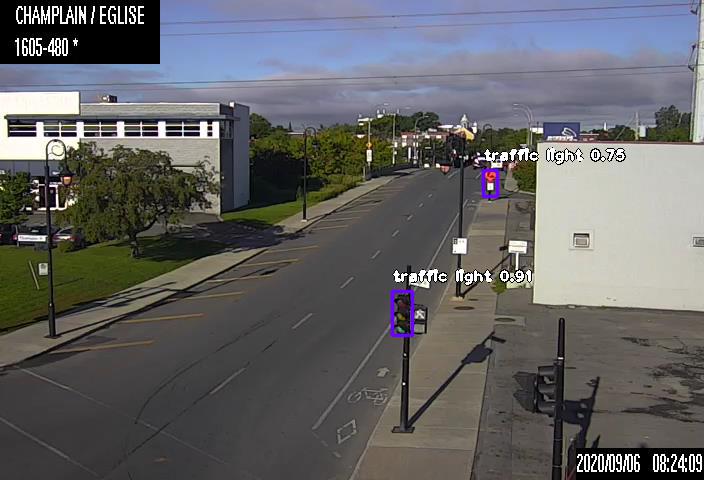 CHAMPLAIN / EGLISE
1605-480 *
traffic light 0.75
traffic light 0.91
2020/09/06 08:24:09